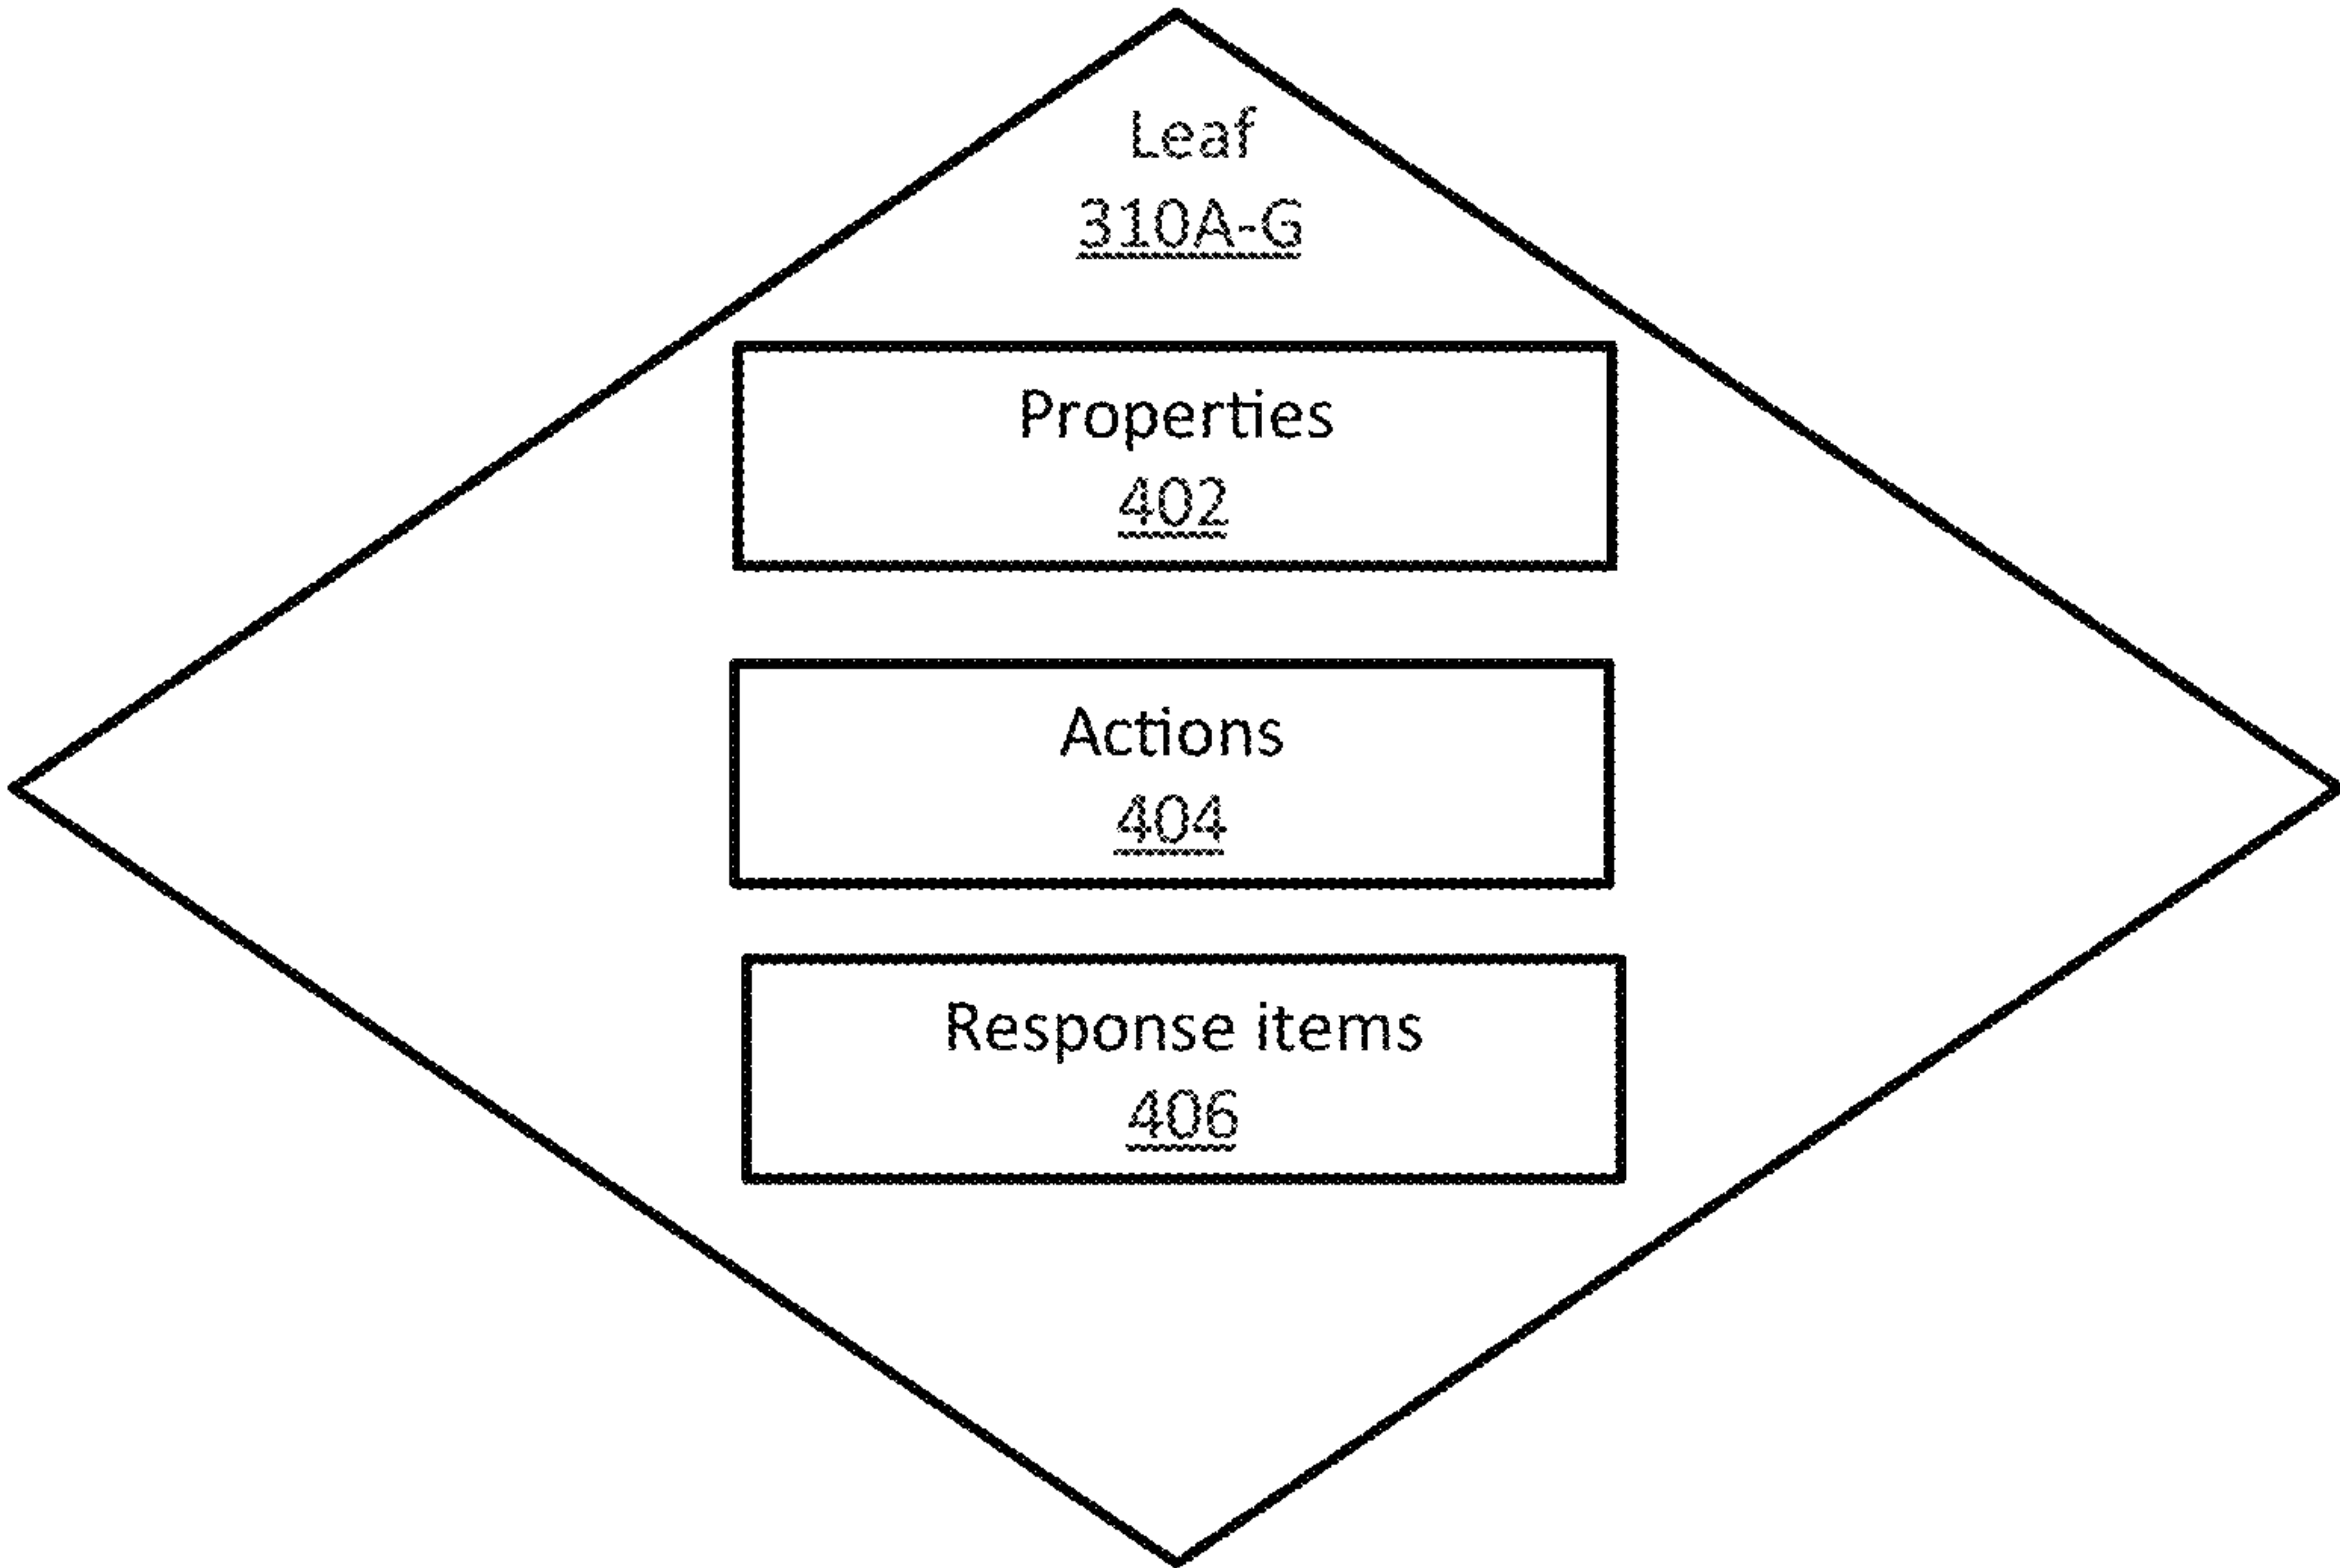 Leaf
310A-G
Properties
402
Actions
404
Response items
406